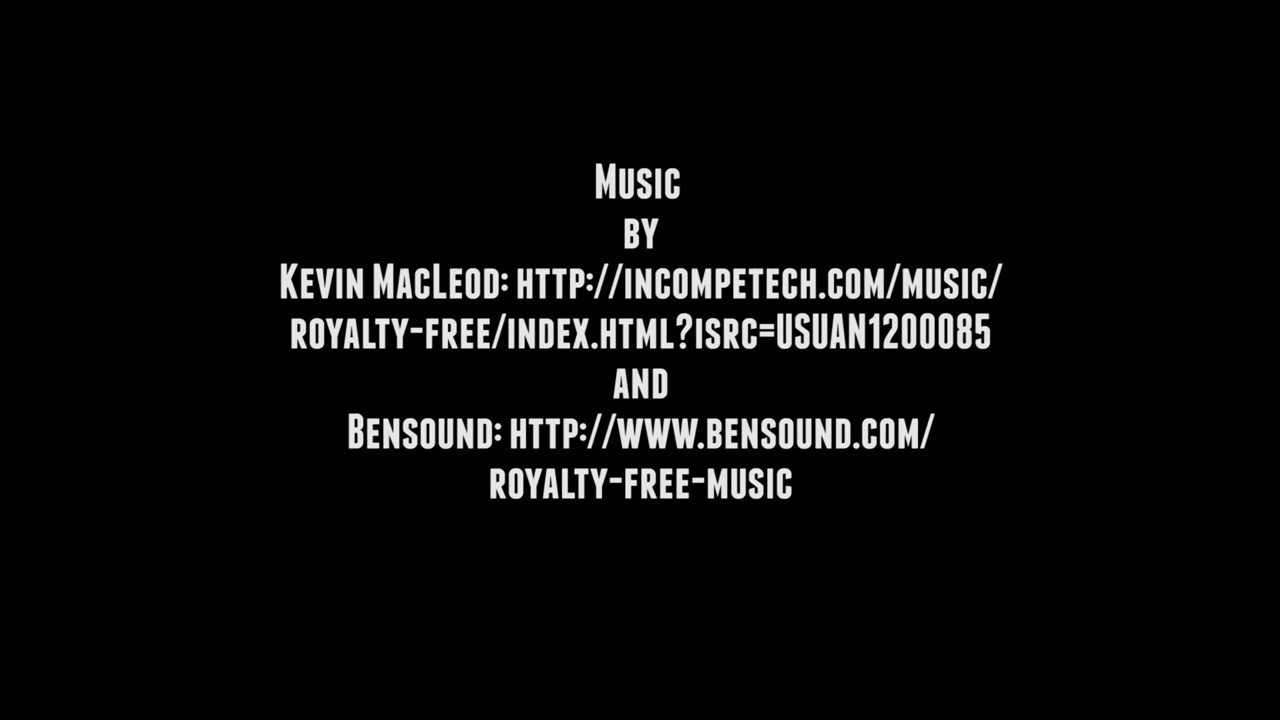 Music
by
Kevin MacLeod: http://incompetech.com/music/
royalty-free/index.html?isrc=USUAN1200085
and
Bensound: http://www.bensound.com/
royalty-free-music